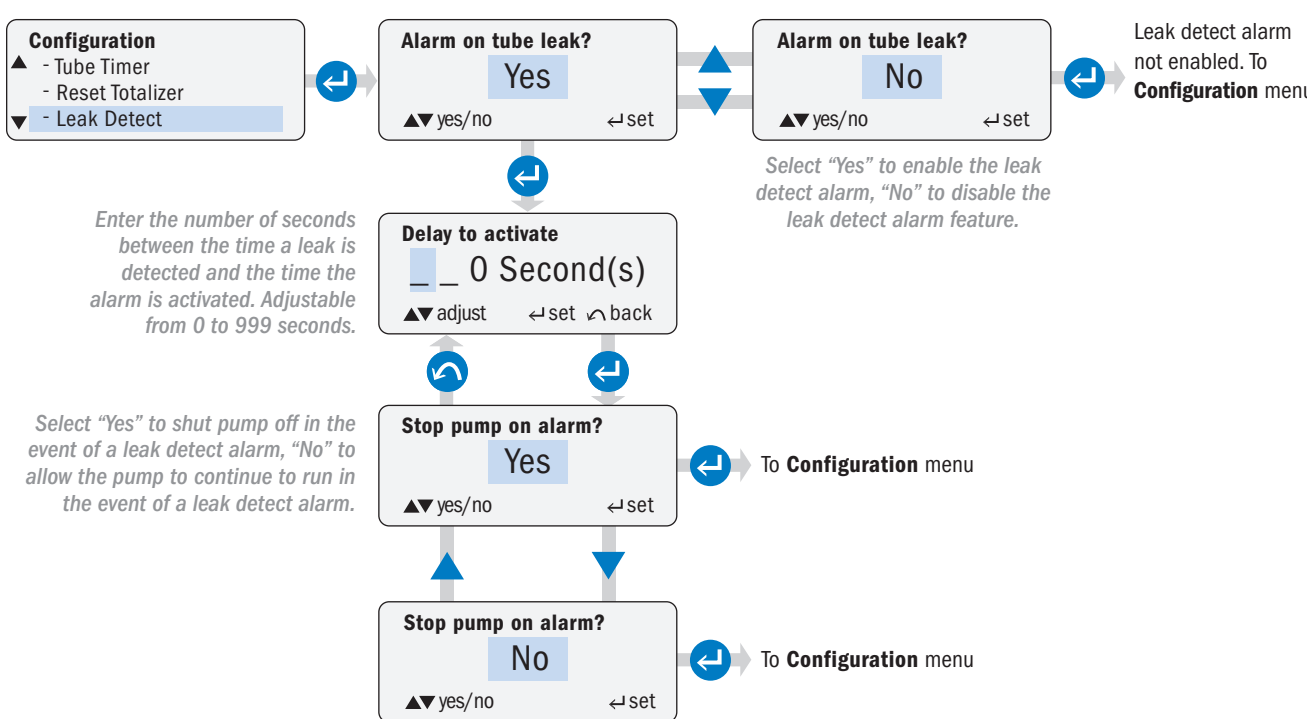 Configuration
- Tube Timer
- Reset Totalizer
- Leak Detect
Alarm on tube leak?
Yes
▲▼ yes/no ↵ set
Alarm on tube leak?
No
▲▼ yes/no ↵ set
Leak detect alarm
not enabled. To
Configuration menu
Select “Yes” to enable the leak
detect alarm, “No” to disable the
leak detect alarm feature.
Enter the number of seconds
between the time a leak is
detected and the time the
alarm is activated. Adjustable
from 0 to 999 seconds.
Delay to activate
_ _ 0 Second(s)
▲▼ adjust ↵ set ↶ back
Select “Yes” to shut pump off in the
event of a leak detect alarm, “No” to
allow the pump to continue to run in
the event of a leak detect alarm.
Stop pump on alarm?
Yes
▲▼ yes/no ↵ set
To Configuration menu
Stop pump on alarm?
No
▲▼ yes/no ↵ set
To Configuration menu